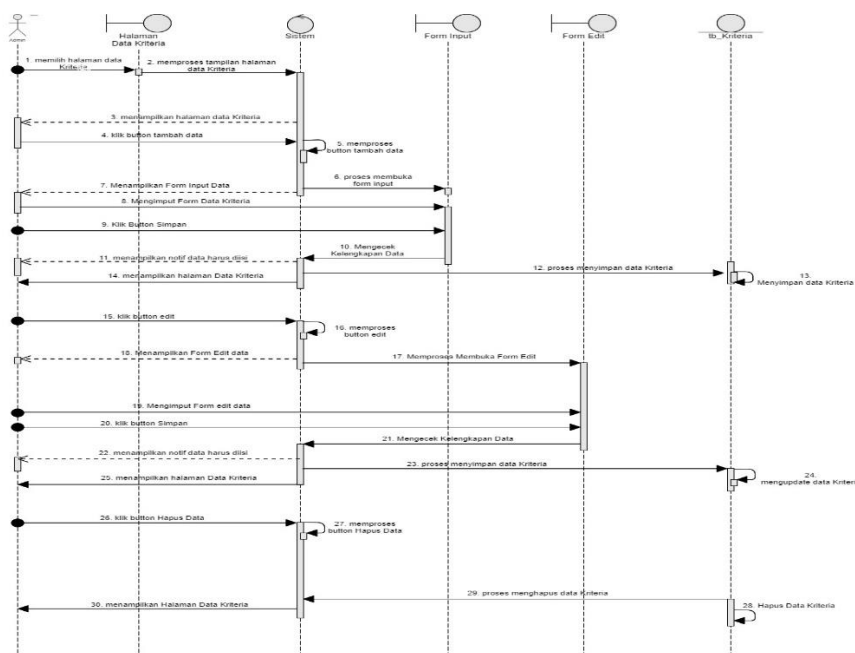 Admin
Halaman
Data Kriteria
Sistem
Form Input
Form Edit
tb_Kriteria
1. memilih halaman data
Kriteria
2. memproses tampilan halaman
data Kriteria
3. menampilkan halaman data Kriteria
4. klik button tambah data
5. memproses
button tambah data
6. proses membuka
form input
7. Menampilkan Form Input Data
8. Mengimput Form Data Kriteria
9. Klik Button Simpan
10. Mengecek
Kelengkapan Data
11. menampilkan notif data harus diisi
12. proses menyimpan data Kriteria
13.
Menyimpan data Kriteria
14. menampilkan halaman Data Kriteria
15. klik button edit
16. memproses
button edit
17. Memproses Membuka Form Edit
18. Menampilkan Form Edit data
19. Mengimput Form edit data
20. klik button Simpan
21. Mengecek Kelengkapan Data
22. menampilkan notif data harus diisi
23. proses menyimpan data Kriteria
24.
mengupdate data Kriteri
25. menampilkan halaman Data Kriteria
26. klik button Hapus Data
27. memproses
button Hapus Data
29. proses menghapus data Kriteria
28. Hapus Data Kriteria
30. menampilkan Halaman Data Kriteria